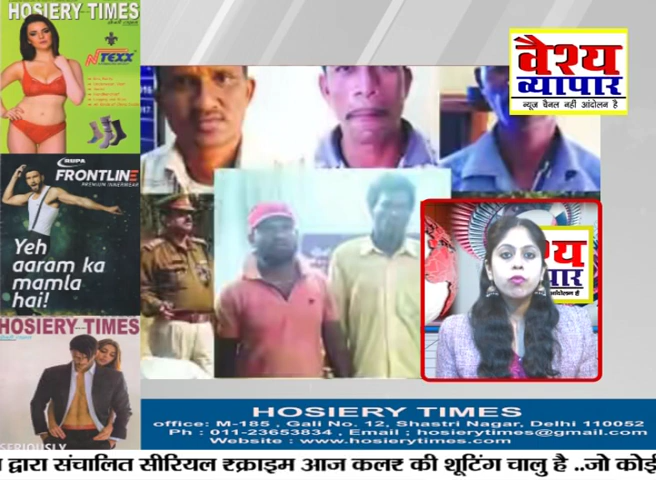 HOSIERY TIMES
NTEXX
वैश्य
व्यापार
न्यूज चैनल नही आंदोलन है
RUPA
FRONTLINE
PREMIUM INNERWEAR
Yeh
aaram ka
mamla
hai!
श्य
पार
आंदोलन है
HOSIERY TIMES
SERIOUSLY
HOSIERY TIMES
office: M-185 , Gali No. 12, Shastri Nagar, Delhi 110052
Ph : 011-23653834 , Email : hosierytimes@gmail.com
Website : www.hosierytimes.com
द्वारा संचालित सीरियल क्राइम आज कलर की शूटिंग चालु है ..जो कोई